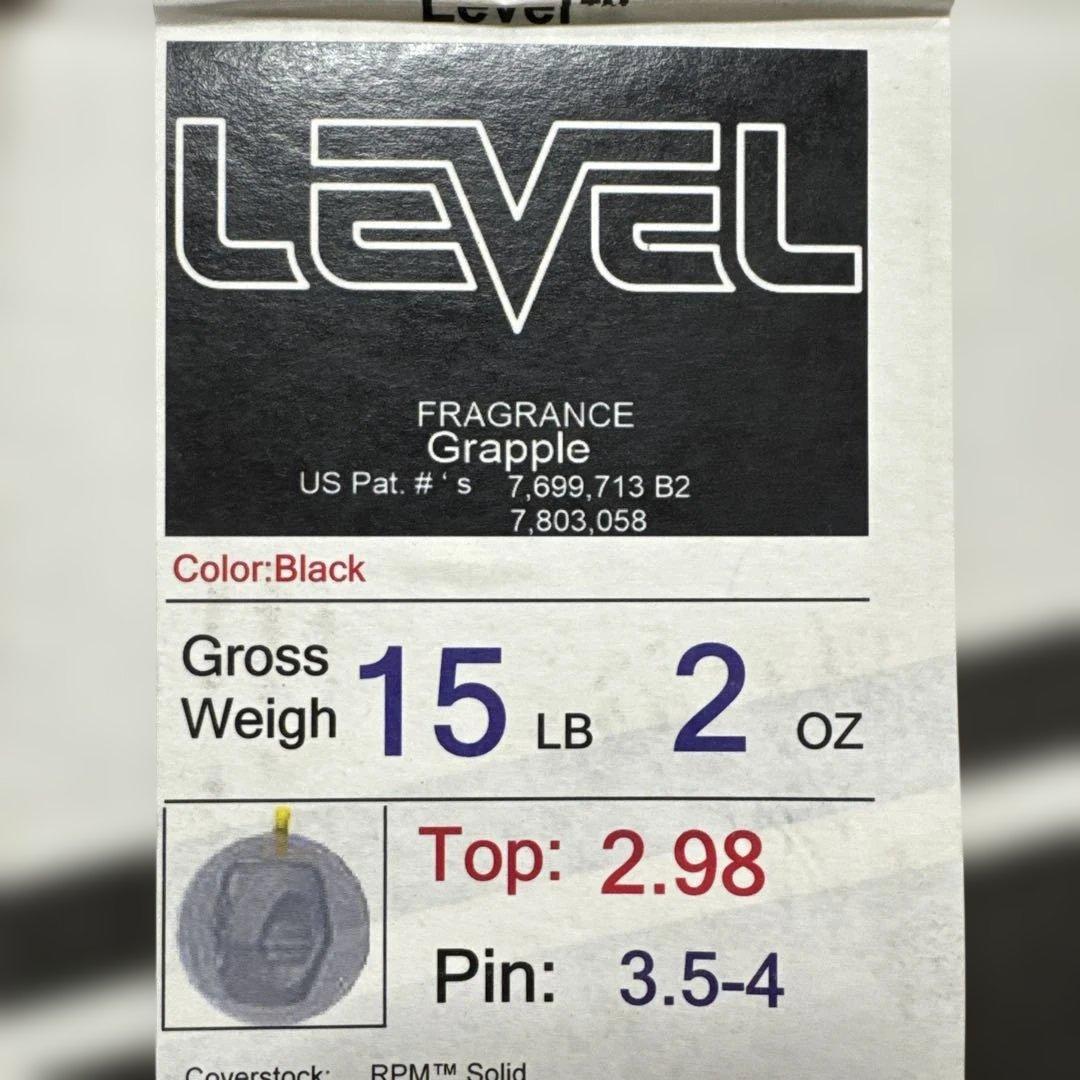 Level™
LEVEL
FRAGRANCE
Grapple
US Pat. # ' s 7,699,713 B2
7,803,058
Color:Black
Gross
Weigh 15 LB 2 OZ
Top: 2.98
Pin: 3.5-4
Coverstock: RPM™ Solid